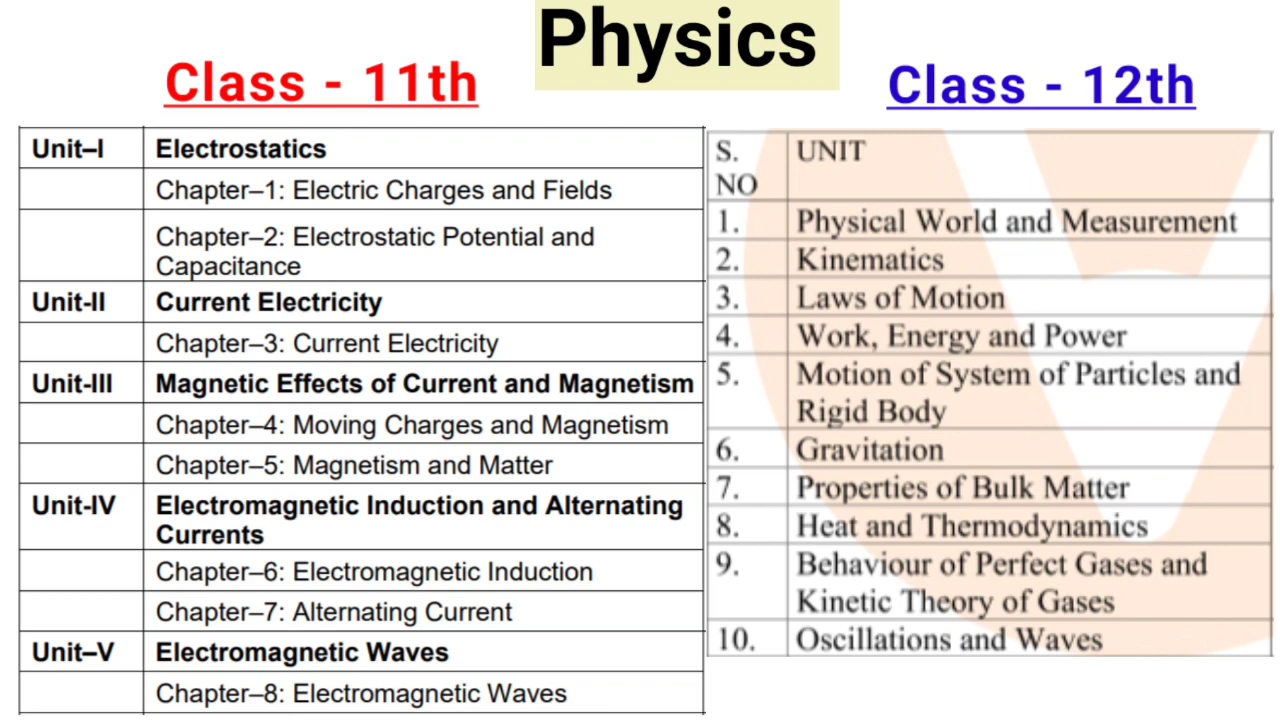 Physics
Class - 11th
Unit–I Electrostatics
Chapter–1: Electric Charges and Fields
Chapter–2: Electrostatic Potential and
Capacitance
Unit-II Current Electricity
Chapter–3: Current Electricity
Unit-III Magnetic Effects of Current and Magnetism
Chapter–4: Moving Charges and Magnetism
Chapter–5: Magnetism and Matter
Unit-IV Electromagnetic Induction and Alternating
Currents
Chapter–6: Electromagnetic Induction
Chapter–7: Alternating Current
Unit–V Electromagnetic Waves
Chapter–8: Electromagnetic Waves
Class - 12th
S. UNIT
NO
1. Physical World and Measurement
2. Kinematics
3. Laws of Motion
4. Work, Energy and Power
5. Motion of System of Particles and
Rigid Body
6. Gravitation
7. Properties of Bulk Matter
8. Heat and Thermodynamics
9. Behaviour of Perfect Gases and
Kinetic Theory of Gases
10. Oscillations and Waves